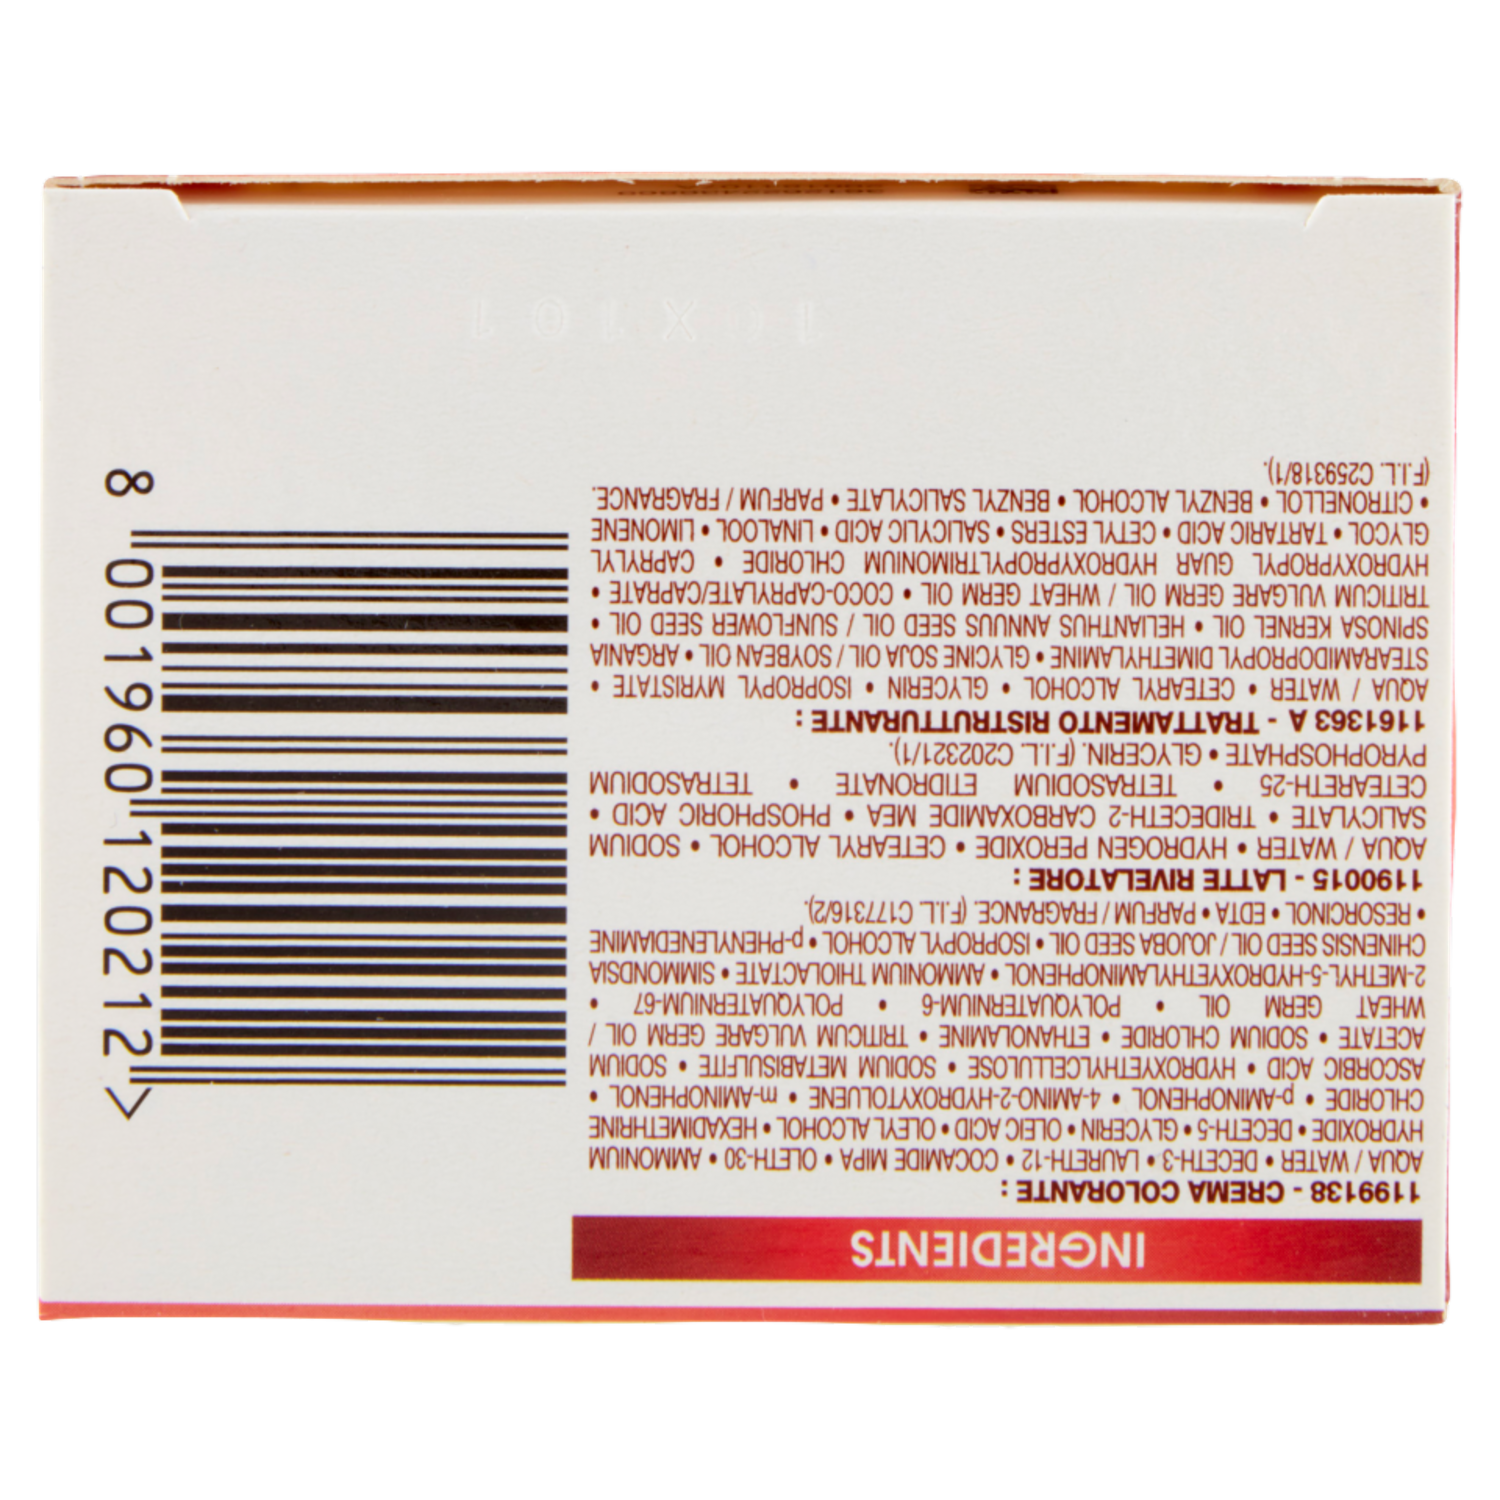 INGREDIENTS
1199138 - CREMA COLORANTE :
AQUA / WATER • DECETH-3 • LAURETH-12 • COCAMIDE MIPA • OLETH-30 • AMMONIUM
HYDROXIDE • DECETH-5 • GLYCERIN • OLEIC ACID • OLEYL ALCOHOL • HEXADIMETHRINE
CHLORIDE • p-AMINOPHENOL • 4-AMINO-2-HYDROXYTOLUENE • m-AMINOPHENOL •
ASCORBIC ACID • HYDROXYETHYLCELLULOSE • SODIUM METABISULFITE • SODIUM
ACETATE • SODIUM CHLORIDE • ETHANOLAMINE • TRITICUM VULGARE GERM OIL /
WHEAT GERM OIL • POLYQUATERNIUM-6 • POLYQUATERNIUM-67 •
2-METHYL-5-HYDROXYETHYLAMINOPHENOL • AMMONIUM THIOLACTATE • SIMMONDSIA
CHINENSIS SEED OIL / JOJOBA SEED OIL • ISOPROPYL ALCOHOL • p-PHENYLENEDIAMINE
• RESORCINOL • EDTA • PARFUM / FRAGRANCE. (F.I.L. C177316/2).
1190015 - LATTE RIVELATORE :
AQUA / WATER • HYDROGEN PEROXIDE • CETEARYL ALCOHOL • SODIUM
SALICYLATE • TRIDECETH-2 CARBOXAMIDE MEA • PHOSPHORIC ACID •
CETEARETH-25 • TETRASODIUM ETIDRONATE • TETRASODIUM
PYROPHOSPHATE • GLYCERIN. (F.I.L. C202321/1).
1161363 A - TRATTAMENTO RISTRUTTURANTE :
AQUA / WATER • CETEARYL ALCOHOL • GLYCERIN • ISOPROPYL MYRISTATE •
STEARAMIDOPROPYL DIMETHYLAMINE • GLYCINE SOJA OIL / SOYBEAN OIL • ARGANIA
SPINOSA KERNEL OIL • HELIANTHUS ANNUUS SEED OIL / SUNFLOWER SEED OIL •
TRITICUM VULGARE GERM OIL / WHEAT GERM OIL • COCO-CAPRYLATE/CAPRATE •
HYDROXYPROPYL GUAR HYDROXYPROPYLTRIMONIUM CHLORIDE • CAPRYLYL
GLYCOL • TARTARIC ACID • CETYL ESTERS • SALICYLIC ACID • LINALOOL • LIMONENE
• CITRONELLOL • BENZYL ALCOHOL • BENZYL SALICYLATE • PARFUM / FRAGRANCE.
(F.I.L. C259318/1).
8 001960 120212 >